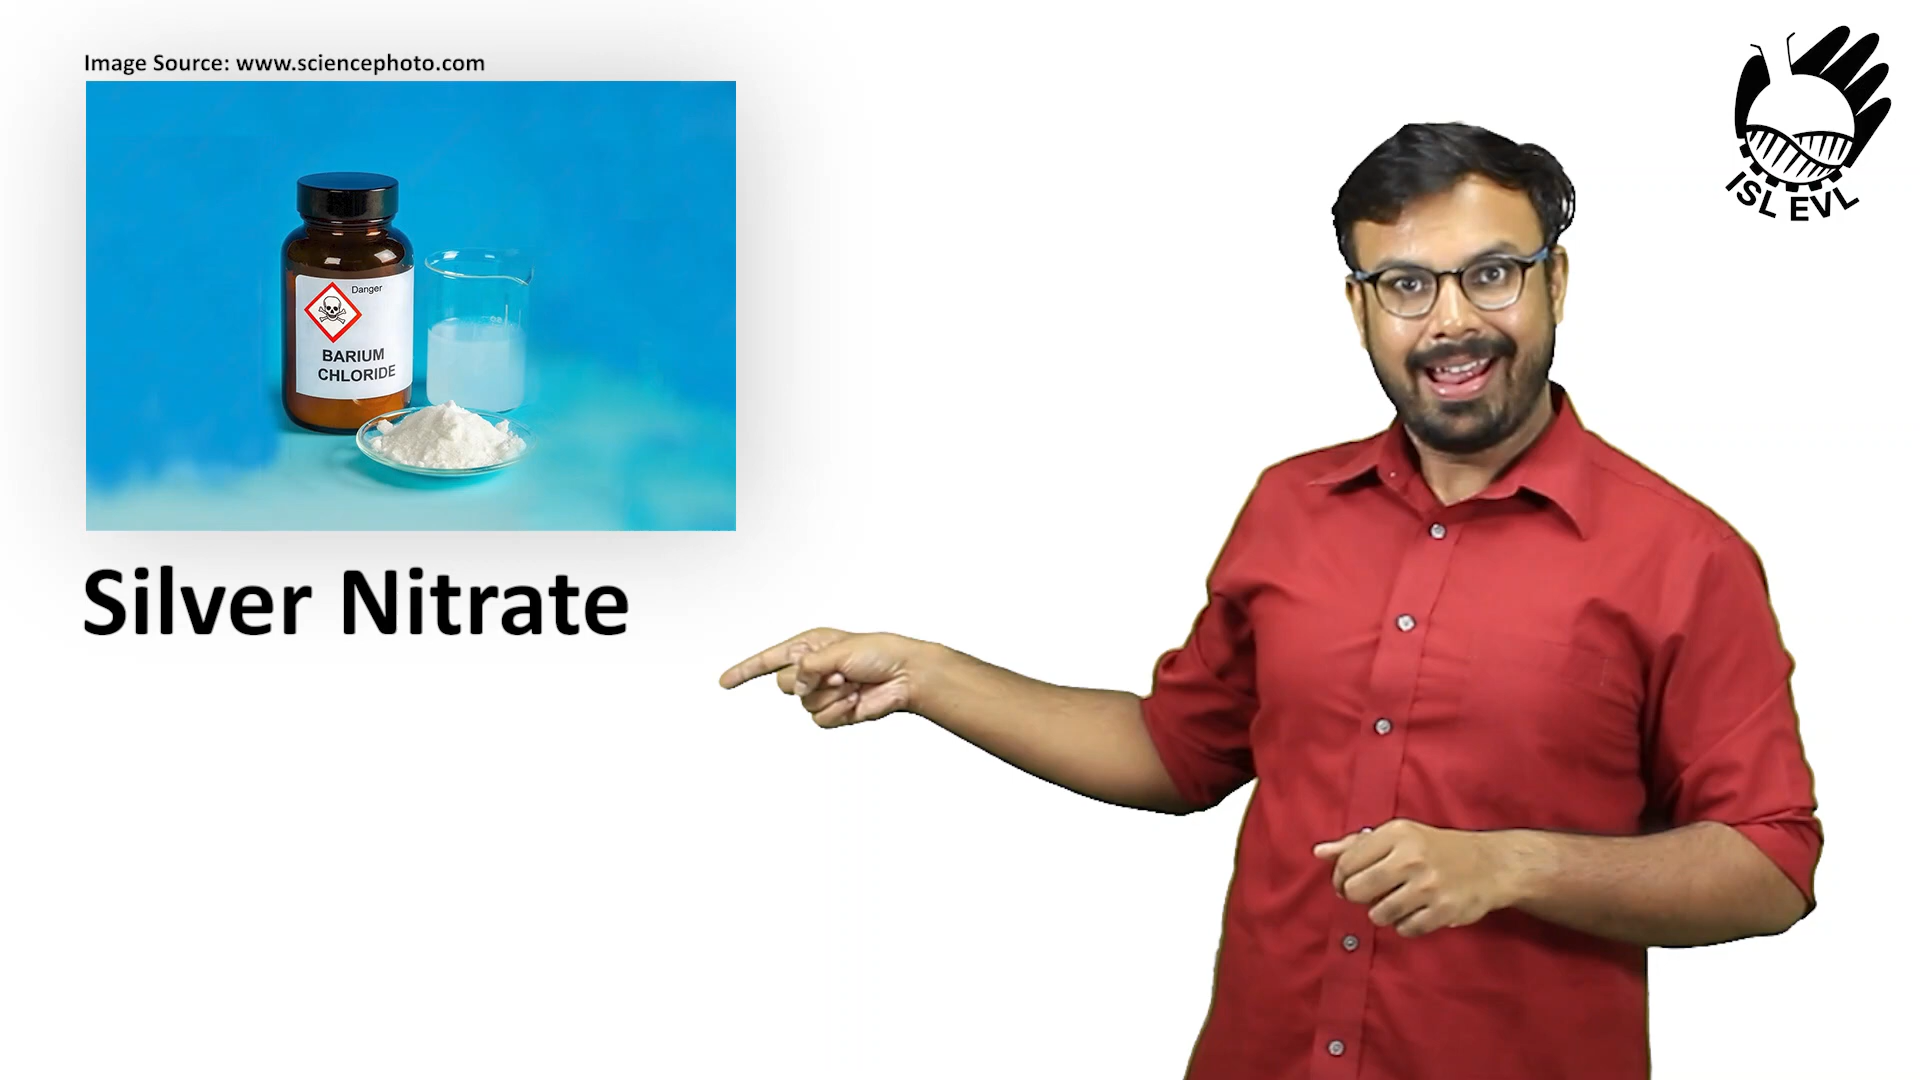 Image Source: www.sciencephoto.com
Danger
BARIUM
CHLORIDE
Silver Nitrate
ISL EVL